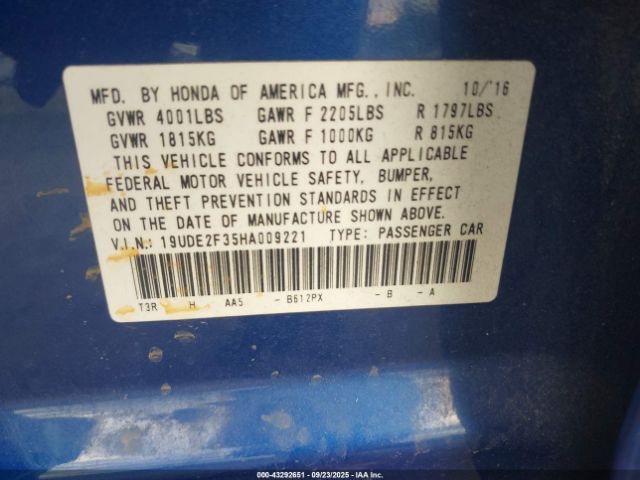 MFD. BY HONDA OF AMERICA MFG., INC. 10/'16
GVWR 4001LBS GAWR F 2205LBS R 1797LBS
GVWR 1815KG GAWR F 1000KG R 815KG
THIS VEHICLE CONFORMS TO ALL APPLICABLE
FEDERAL MOTOR VEHICLE SAFETY, BUMPER,
AND THEFT PREVENTION STANDARDS IN EFFECT
ON THE DATE OF MANUFACTURE SHOWN ABOVE.
V.I.N.: 19UDE2F35HA009221 TYPE: PASSENGER CAR
T3R H AA5 - B612PX - B - A
000-43292651 - 09/23/2025 - IAAI.com